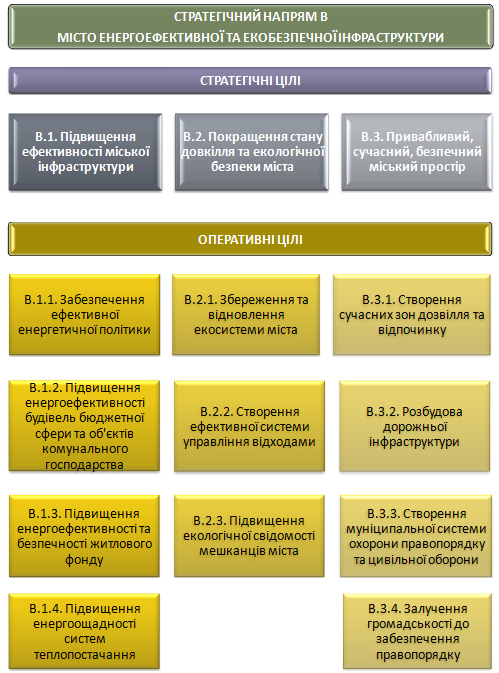 СТРАТЕГІЧНИЙ НАПРЯМ В
МІСТО ЕНЕРГОЕФЕКТИВНОЇ ТА ЕКОБЕЗПЕЧНОЇ ІНФРАСТРУКТУРИ
СТРАТЕГІЧНІ ЦІЛІ
В.1. Підвищення
ефективності міської
інфраструктури
В.2. Покращення стану
довкілля та екологічної
безпеки міста
В.3. Привабливий,
сучасний, безпечний
міський простір
ОПЕРАТИВНІ ЦІЛІ
В.1.1. Забезпечення
ефективної
енергетичної політики
В.2.1. Збереження та
відновлення
екосистеми міста
В.3.1. Створення
сучасних зон дозвілля та
відпочинку
В.1.2. Підвищення
енергоефективності
будівель бюджетної
сфери та об'єктів
комунального
господарства
В.2.2. Створення
ефективної системи
управління відходами
В.3.2. Розбудова
дорожньої
інфраструктури
В.1.3. Підвищення
енергоефективності та
безпечності житлового
фонду
В.2.3. Підвищення
екологічної свідомості
мешканців міста
В.3.3. Створення
муніципальної системи
охорони правопорядку
та цивільної оборони
В.1.4. Підвищення
енергоощадності
систем
теплопостачання
В.3.4. Залучення
громадськості до
забезпечення
правопорядку